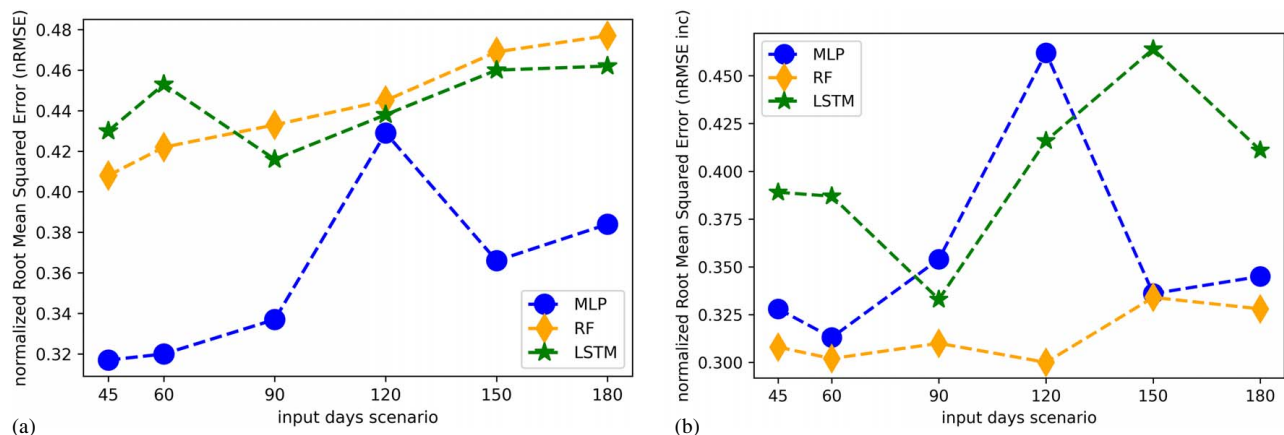 normalized Root Mean Squared Error (nRMSE)
0.48
0.46
0.44
0.42
0.40
0.38
0.36
0.34
0.32
MLP
RF
LSTM
45 60 90 120 150 180
input days scenario
(a)
normalized Root Mean Squared Error (nRMSE inc)
0.450
0.425
0.400
0.375
0.350
0.325
0.300
MLP
RF
LSTM
45 60 90 120 150 180
input days scenario
(b)